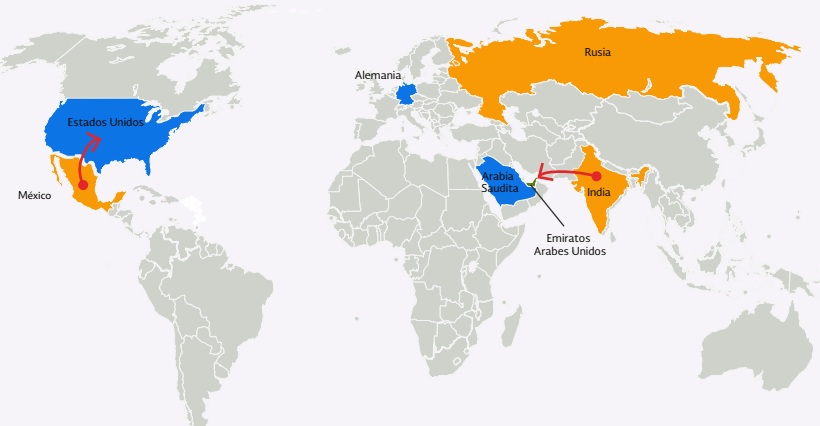 Rusia
Alemania
Estados Unidos
Arabia
Saudita
India
México
Emiratos
Arabes Unidos